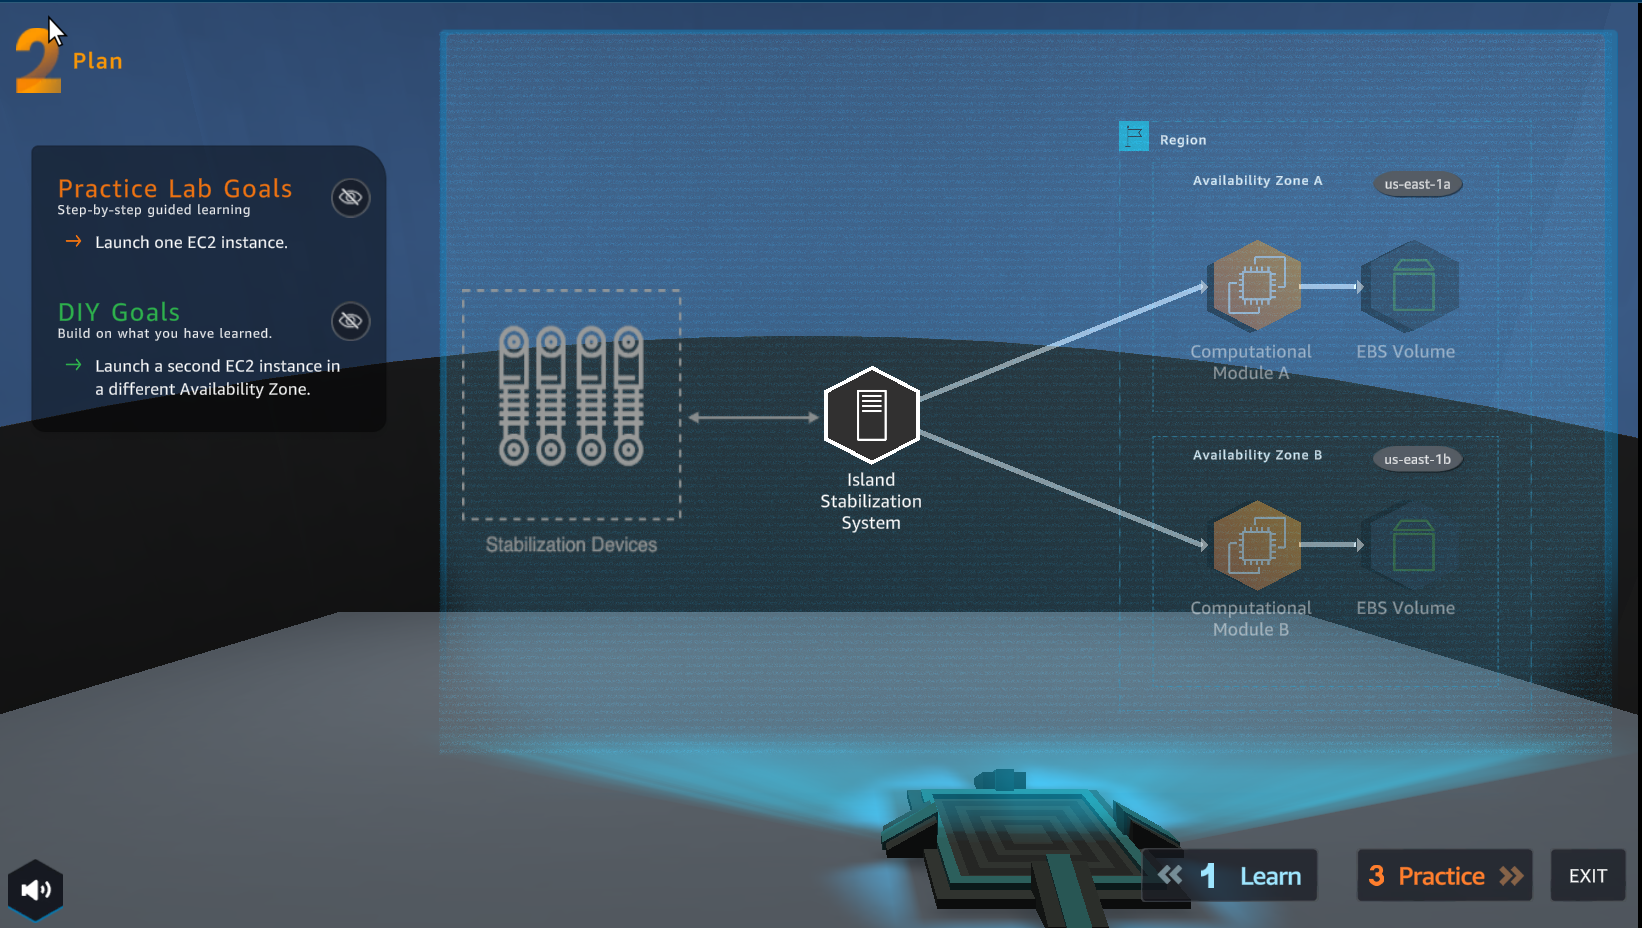 2 Plan
Practice Lab Goals
Step-by-step guided learning
→ Launch one EC2 instance.
DIY Goals
Build on what you have learned.
→ Launch a second EC2 instance in
a different Availability Zone.
Stabilization Devices
Island
Stabilization
System
Region
Availability Zone A
us-east-1a
Computational
Module A
EBS Volume
Availability Zone B
us-east-1b
Computational
Module B
EBS Volume
1 Learn
3 Practice
EXIT